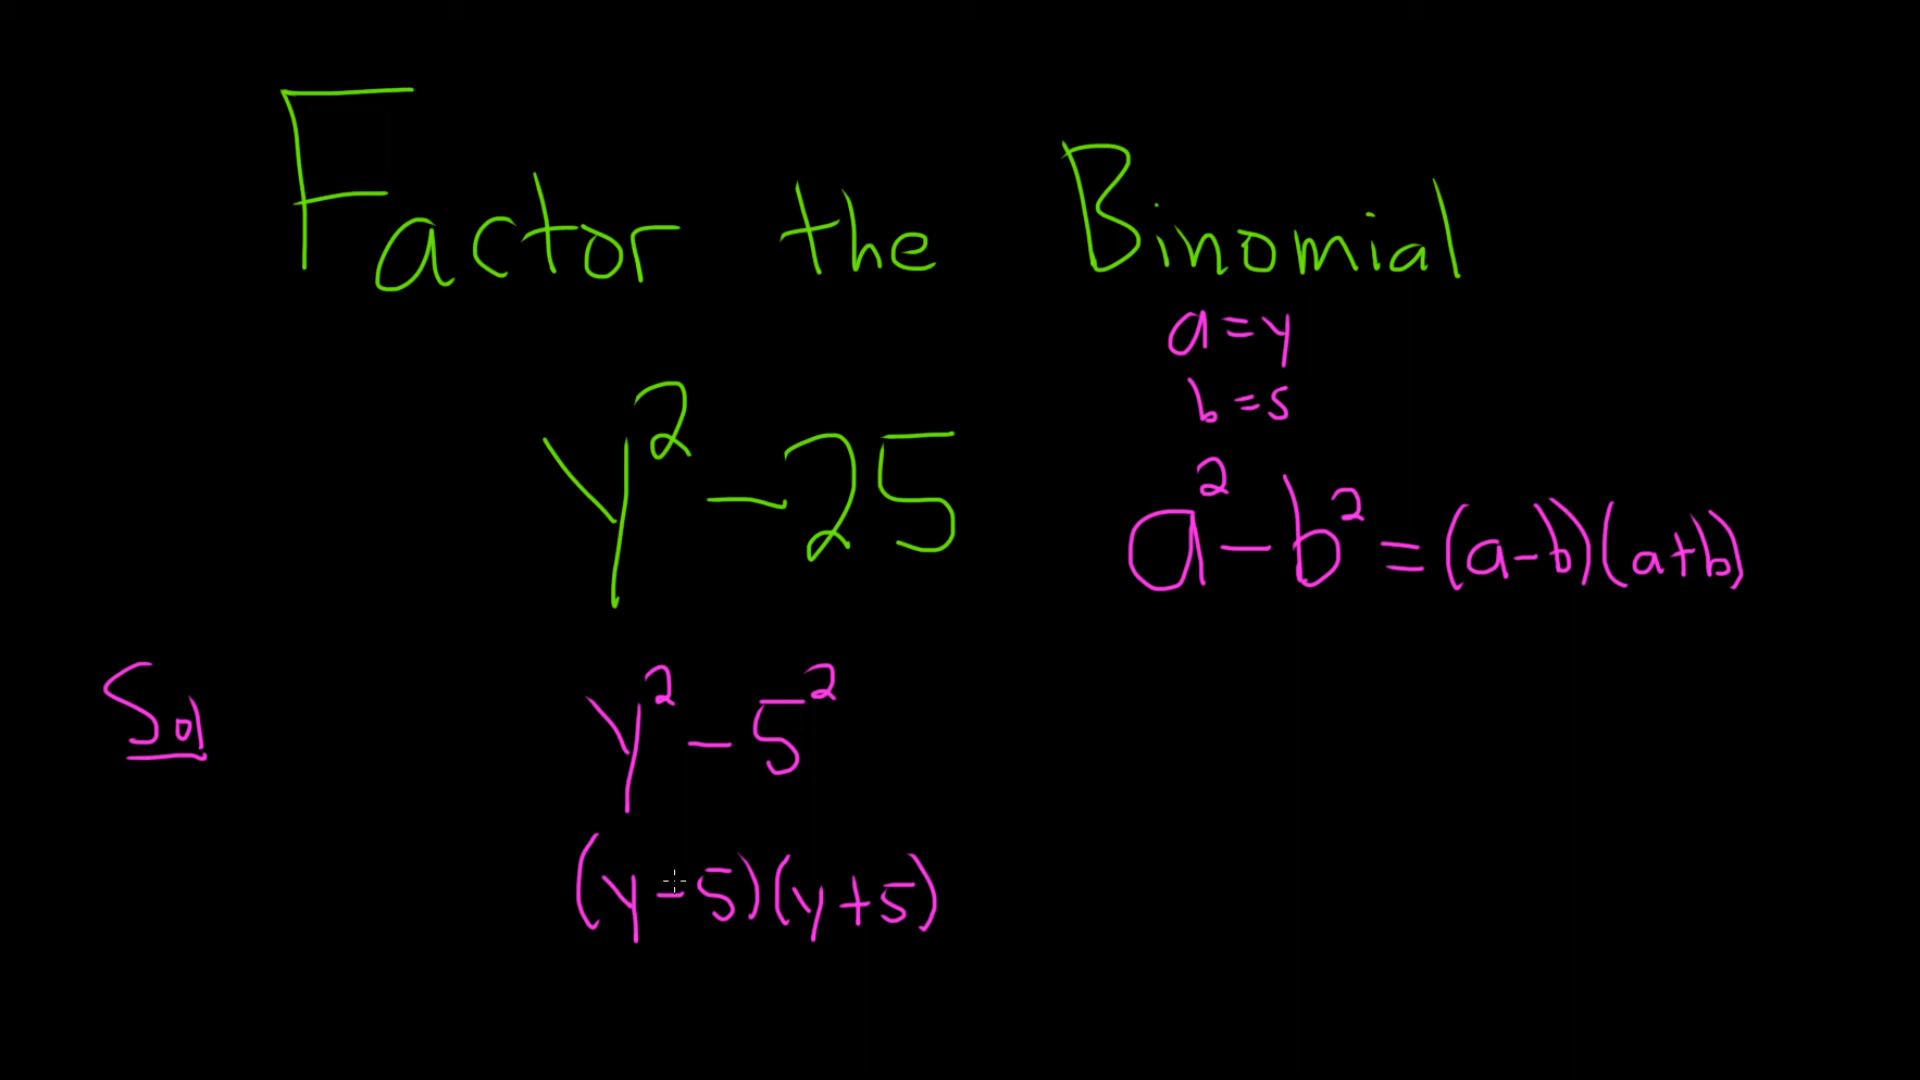 Factor the Binomial
a = y
b = 5
y² - 25
a² - b² = (a-b)(a+b)
Sol
y² - 5²
(y-5)(y+5)